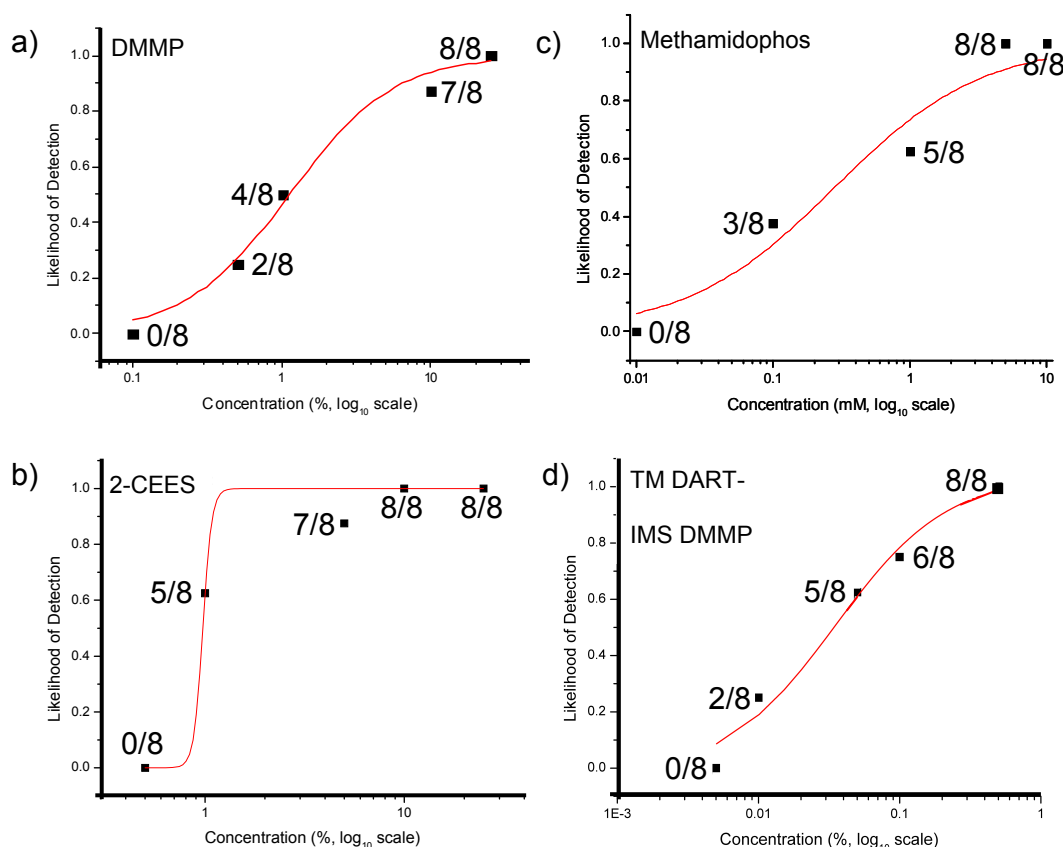 a)
DMMP
8/8
7/8
4/8
2/8
0/8
1.0
0.8
0.6
0.4
0.2
0.0
Likelihood of Detection
0.1 1 10
Concentration (%, log10 scale)
c)
Methamidophos
8/8
8/8
5/8
3/8
0/8
1.0
0.8
0.6
0.4
0.2
0.0
Likelihood of Detection
0.01 0.1 1 10
Concentration (mM, log10 scale)
b)
2-CEES
8/8 8/8
7/8
5/8
0/8
1.0
0.8
0.6
0.4
0.2
0.0
Likelihood of Detection
1 10
Concentration (%, log10 scale)
d)
TM DART-
IMS DMMP
8/8
6/8
5/8
2/8
0/8
1.0
0.8
0.6
0.4
0.2
0.0
Likelihood of Detection
1E-3 0.01 0.1 1
Concentration (%, log10 scale)